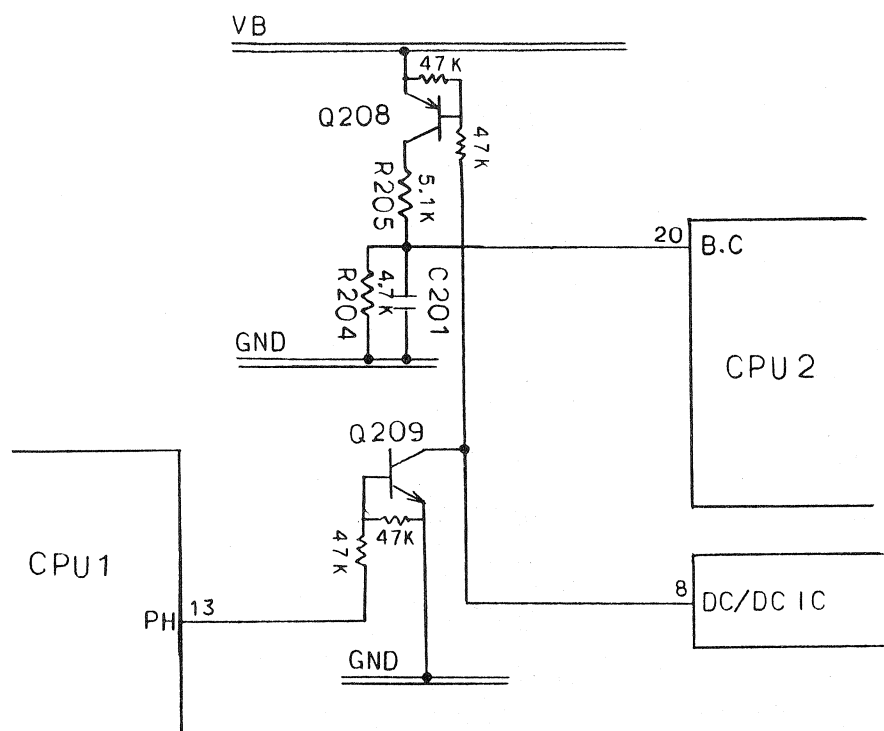 VB
47K
Q208
47K
R205
5.1K
20
B.C
R204
4.7K
C201
GND
CPU2
Q209
47K
47K
CPU1
8
DC/DC IC
13
PH
GND